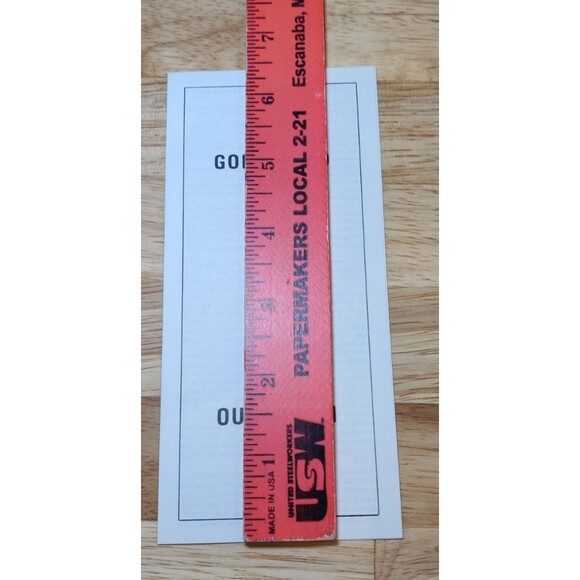 7
6
5
4
3
2
1
MADE IN USA
UNITED STEELWORKERS
USW
PAPERMAKERS LOCAL 2-21 Escanaba,
OU